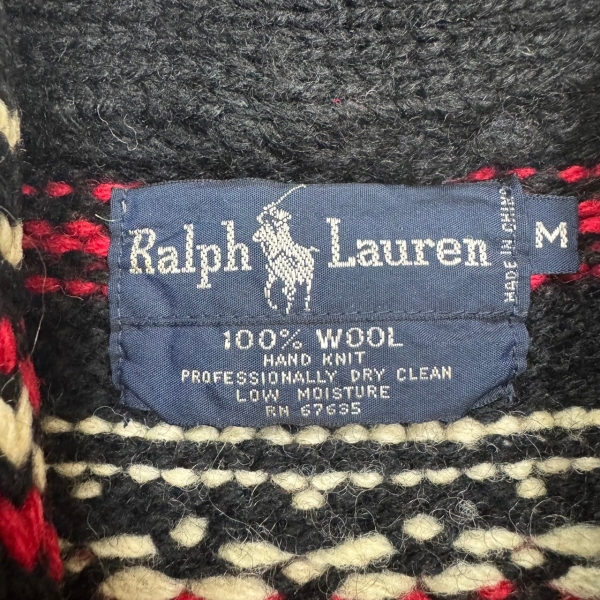 Ralph Lauren
MADE IN CHINA
M
100% WOOL
HAND KNIT
PROFESSIONALLY DRY CLEAN
LOW MOISTURE
RN 67635